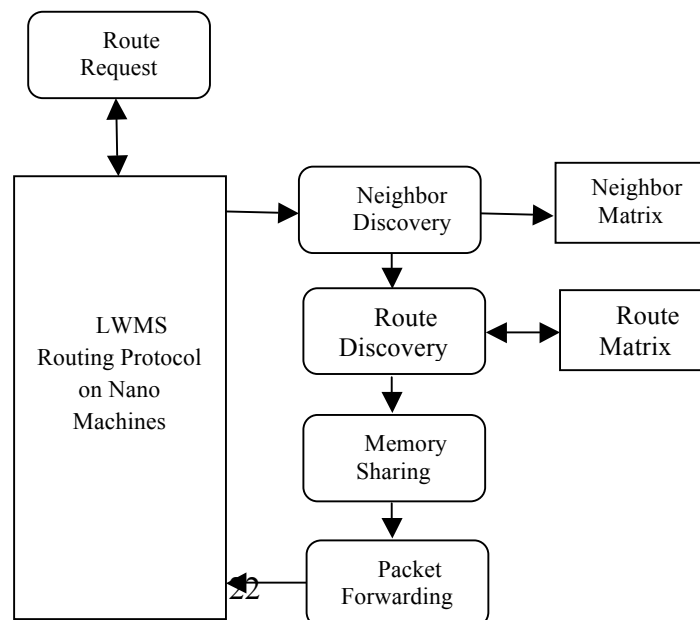 Route
Request
Neighbor
Discovery
Neighbor
Matrix
LWMS
Routing Protocol
on Nano
Machines
Route
Discovery
Route
Matrix
Memory
Sharing
Packet
Forwarding
22